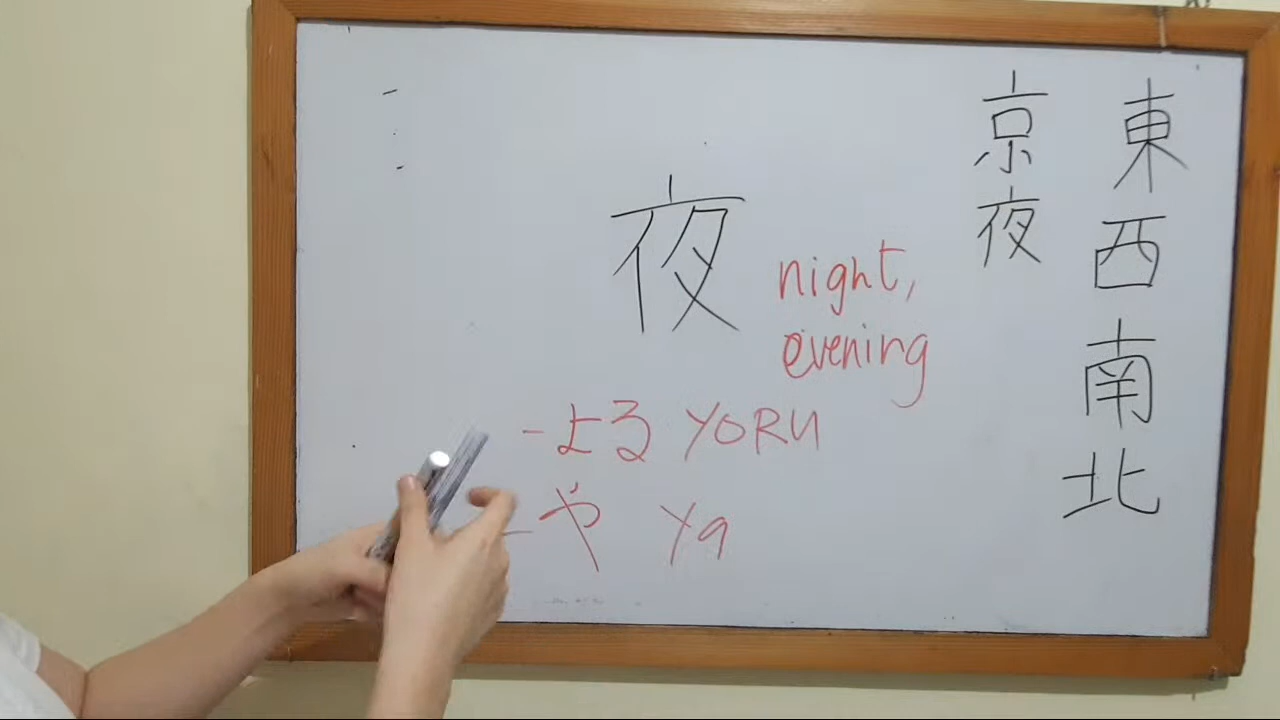 夜
night,
evening
-よる YORU
-や Ya
東
西
南
北
京
夜